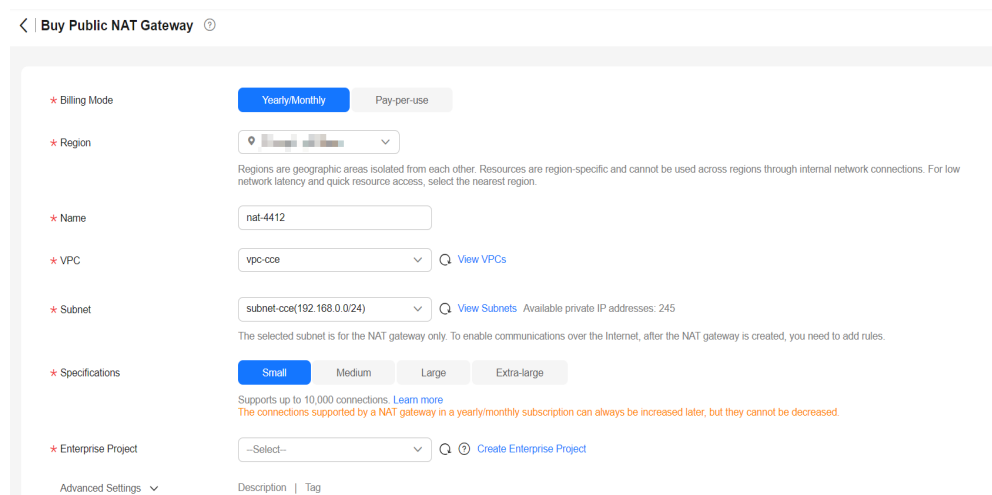 Buy Public NAT Gateway ?
* Billing Mode Yearly/Monthly Pay-per-use
* Region
Regions are geographic areas isolated from each other. Resources are region-specific and cannot be used across regions through internal network connections. For low
network latency and quick resource access, select the nearest region.
* Name nat-4412
* VPC vpc-cce View VPCs
* Subnet subnet-cce(192.168.0.0/24) View Subnets Available private IP addresses: 245
The selected subnet is for the NAT gateway only. To enable communications over the Internet, after the NAT gateway is created, you need to add rules.
* Specifications Small Medium Large Extra-large
Supports up to 10,000 connections. Learn more
The connections supported by a NAT gateway in a yearly/monthly subscription can always be increased later, but they cannot be decreased.
* Enterprise Project --Select-- ? Create Enterprise Project
Advanced Settings Description | Tag